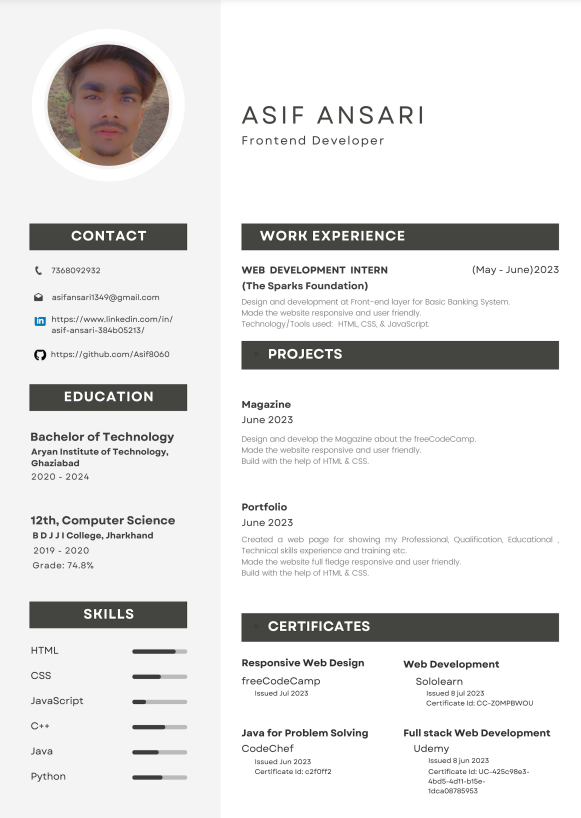 ASIF ANSARI
Frontend Developer
CONTACT
7368092932
asifansari1349@gmail.com
https://www.linkedin.com/in/
asif-ansari-384b05213/
https://github.com/Asif8060
EDUCATION
Bachelor of Technology
Aryan Institute of Technology,
Ghaziabad
2020 - 2024
12th, Computer Science
B D J J I College, Jharkhand
2019 - 2020
Grade: 74.8%
SKILLS
HTML
CSS
JavaScript
C++
Java
Python
WORK EXPERIENCE
WEB DEVELOPMENT INTERN (May - June)2023
(The Sparks Foundation)
Design and development at Front-end layer for Basic Banking System.
Made the website responsive and user friendly.
Technology/Tools used: HTML, CSS, & JavaScript.
PROJECTS
Magazine
June 2023
Design and develop the Magazine about the freeCodeCamp.
Made the website responsive and user friendly.
Build with the help of HTML & CSS.
Portfolio
June 2023
Created a web page for showing my Professional, Qualification, Educational ,
Technical skills experience and training etc.
Made the website full fledge responsive and user friendly.
Build with the help of HTML & CSS.
CERTIFICATES
Responsive Web Design
freeCodeCamp
Issued Jul 2023
Web Development
Sololearn
Issued 8 jul 2023
Certificate Id: CC-Z0MPBWOU
Java for Problem Solving
CodeChef
Issued Jun 2023
Certificate Id: c2f0ff2
Full stack Web Development
Udemy
Issued 8 jun 2023
Certificate Id: UC-425c98e3-
4bd5-4d11-b15e-
1dca08785953